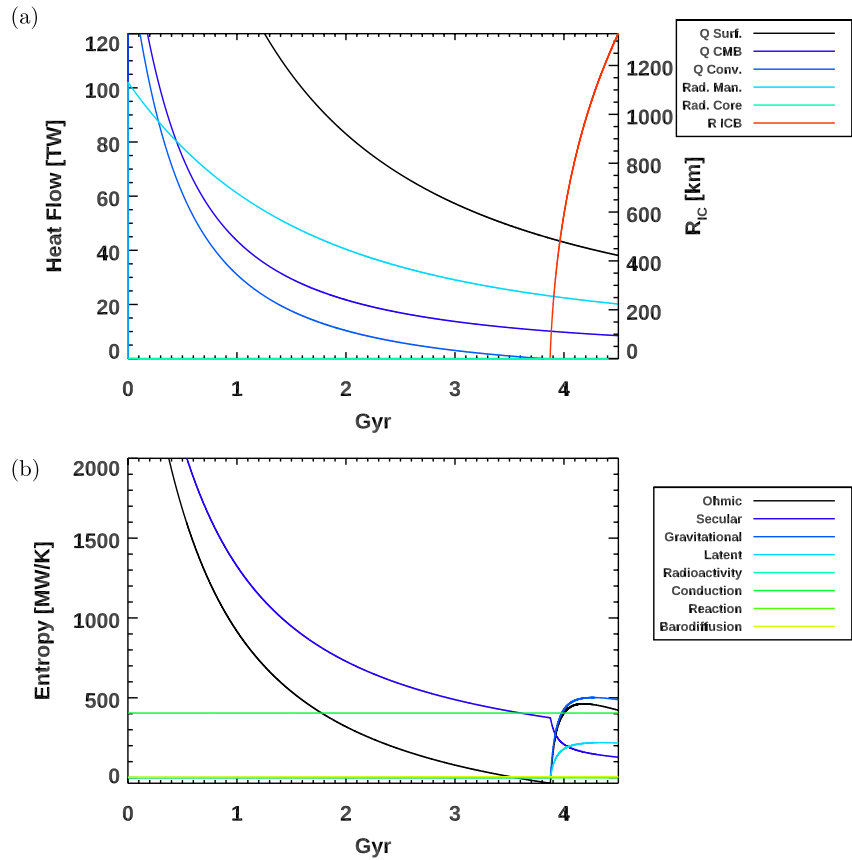 (a)
120
100
80
60
40
20
0
Heat Flow [TW]
0 1 2 3 4
Gyr
1200
1000
800
600
400
200
0
R_IC [km]
Q Surf.
Q CMB
Q Conv.
Rad. Man.
Rad. Core
R ICB
(b)
2000
1500
1000
500
0
Entropy [MW/K]
0 1 2 3 4
Gyr
Ohmic
Secular
Gravitational
Latent
Radioactivity
Conduction
Reaction
Barodiffusion